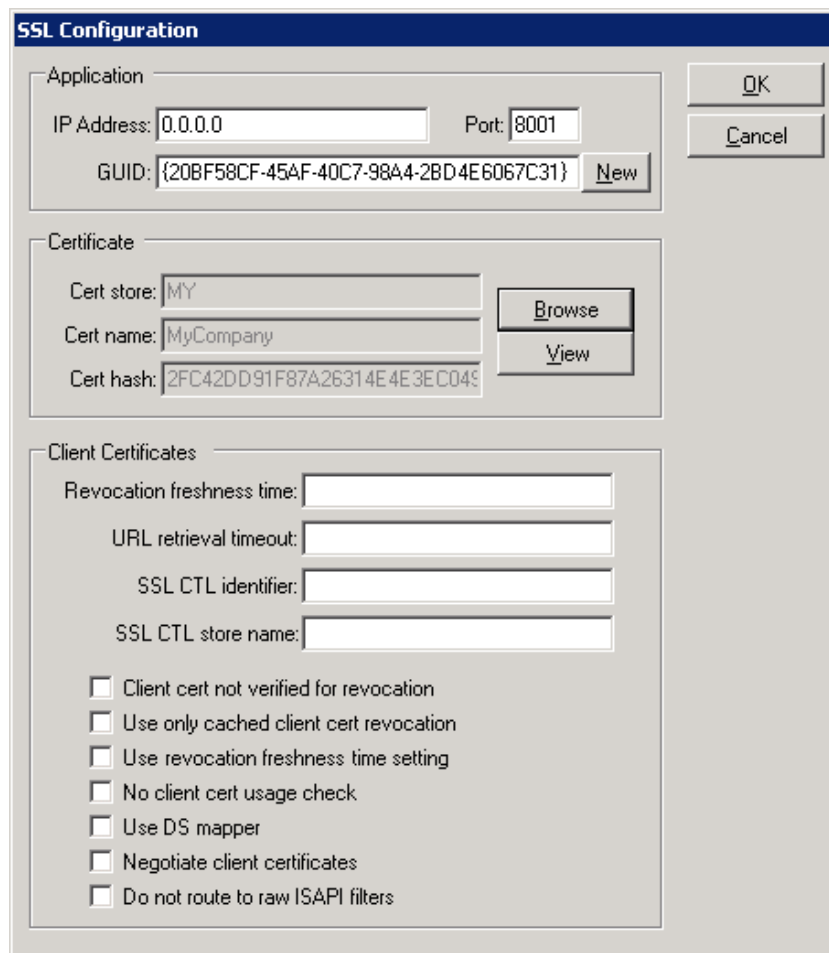 SSL Configuration
Application
IP Address: 0.0.0.0 Port: 8001
GUID: {20BF58CF-45AF-40C7-98A4-2BD4E6067C31} New
OK
Cancel
Certificate
Cert store: MY
Cert name: MyCompany
Cert hash: 2FC42DD91F87A26314E4E3EC049
Browse
View
Client Certificates
Revocation freshness time:
URL retrieval timeout:
SSL CTL identifier:
SSL CTL store name:
Client cert not verified for revocation
Use only cached client cert revocation
Use revocation freshness time setting
No client cert usage check
Use DS mapper
Negotiate client certificates
Do not route to raw ISAPI filters